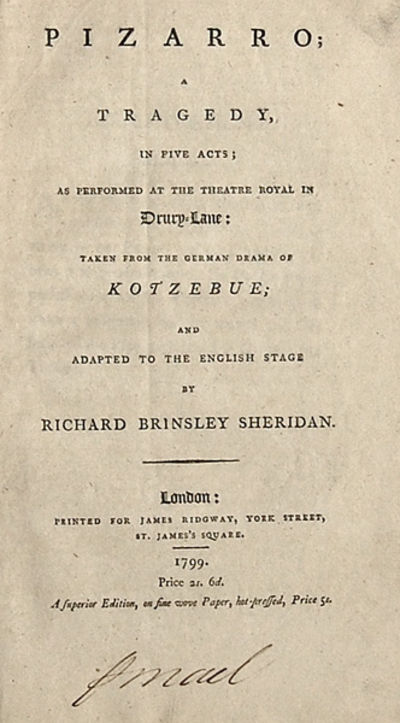 PIZARRO;
A
TRAGEDY,
IN FIVE ACTS;
AS PERFORMED AT THE THEATRE ROYAL IN
Drury-Lane:
TAKEN FROM THE GERMAN DRAMA OF
KOTZEBUE;
AND
ADAPTED TO THE ENGLISH STAGE
BY
RICHARD BRINSLEY SHERIDAN.
London:
PRINTED FOR JAMES RIDGWAY, YORK STREET,
ST. JAMES'S SQUARE.
1799.
Price 2s. 6d.
A ſuperior Edition, on fine wove Paper, hot-preſſed, Price 5s.